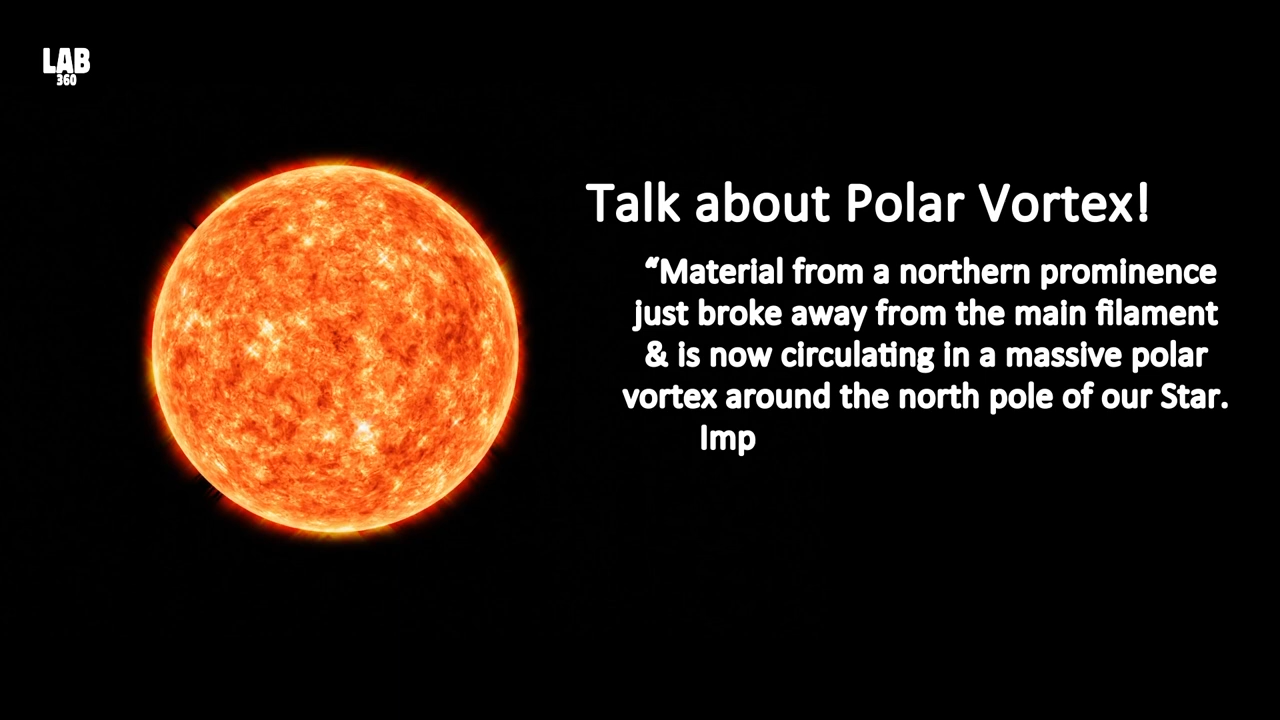 LAB
360
Talk about Polar Vortex!
“Material from a northern prominence
just broke away from the main filament
& is now circulating in a massive polar
vortex around the north pole of our Star.
Imp